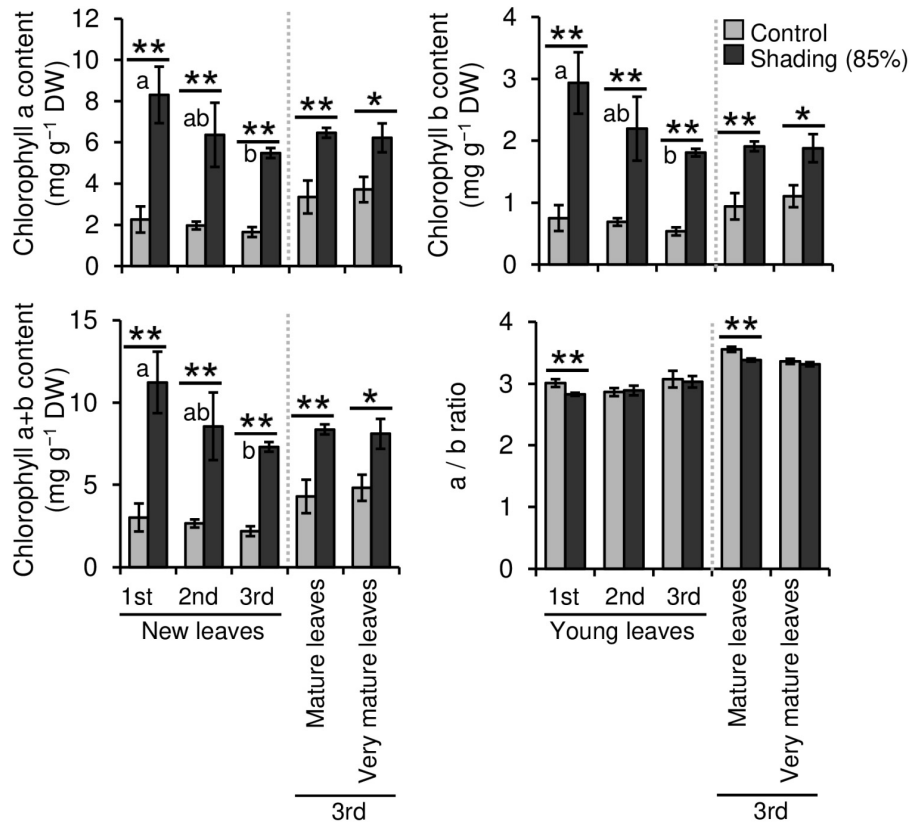 Chlorophyll a content
(mg g⁻¹ DW)
12
10
8
6
4
2
0
**
a
**
ab
**
b
**
*
Chlorophyll b content
(mg g⁻¹ DW)
4
3
2
1
0
**
a
**
ab
**
b
**
*
Control
Shading (85%)
Chlorophyll a+b content
(mg g⁻¹ DW)
15
10
5
0
**
a
**
ab
**
b
**
*
1st 2nd 3rd
New leaves
Mature leaves
Very mature leaves
3rd
a / b ratio
4
3
2
1
0
**
**
1st 2nd 3rd
Young leaves
Mature leaves
Very mature leaves
3rd